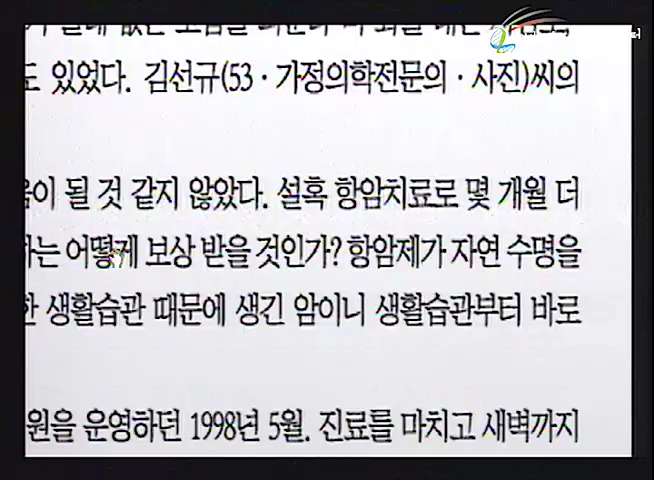 도 있었다. 김선규(53·가정의학전문의·사진)씨의
이 될 것 같지 않았다. 설혹 항암치료로 몇 개월 더
는 어떻게 보상 받을 것인가? 항암제가 자연 수명을
생활습관 때문에 생긴 암이니 생활습관부터 바로
원을 운영하던 1998년 5월. 진료를 마치고 새벽까지